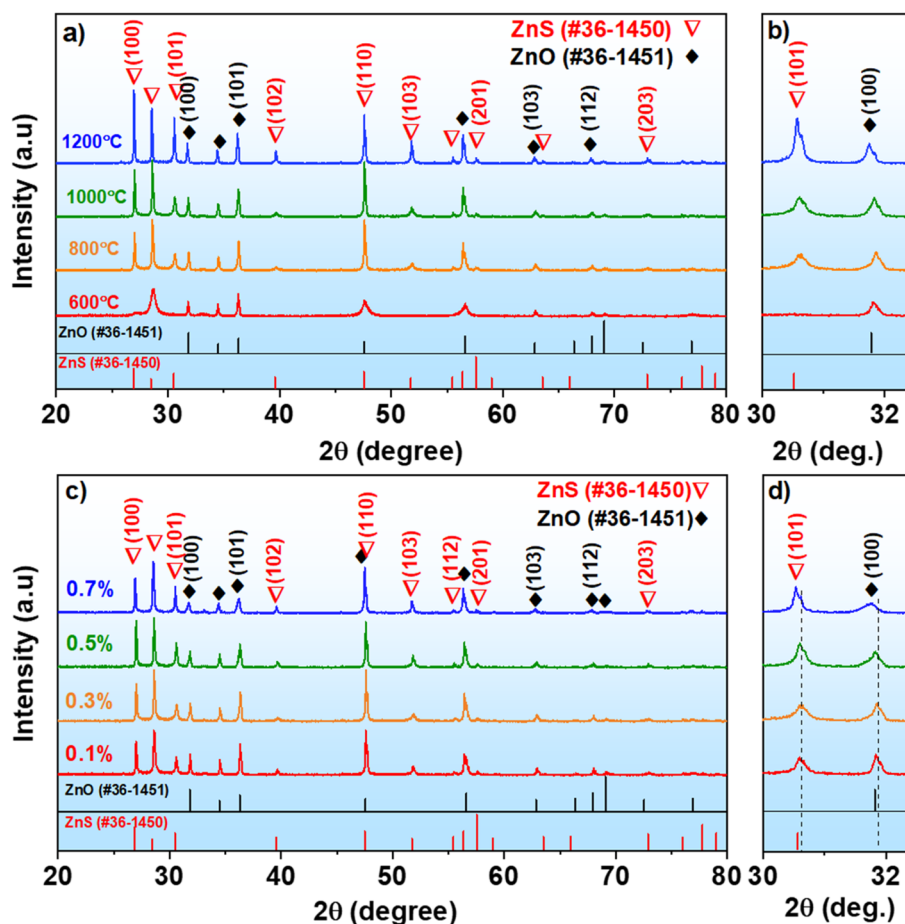 a)
ZnS (#36-1450)
ZnO (#36-1451)
(100)
(101)
(100)
(101)
(102)
(110)
(103)
(201)
(103)
(112)
(203)
1200°C
1000°C
800°C
600°C
ZnO (#36-1451)
ZnS (#36-1450)
Intensity (a.u)
20 30 40 50 60 70 80
2θ (degree)
b)
(101)
(100)
30 32
2θ (deg.)
c)
ZnS (#36-1450)
ZnO (#36-1451)
(100)
(101)
(100)
(101)
(102)
(110)
(103)
(112)
(201)
(103)
(112)
(203)
0.7%
0.5%
0.3%
0.1%
ZnO (#36-1451)
ZnS (#36-1450)
Intensity (a.u)
20 30 40 50 60 70 80
2θ (degree)
d)
(101)
(100)
30 32
2θ (deg.)